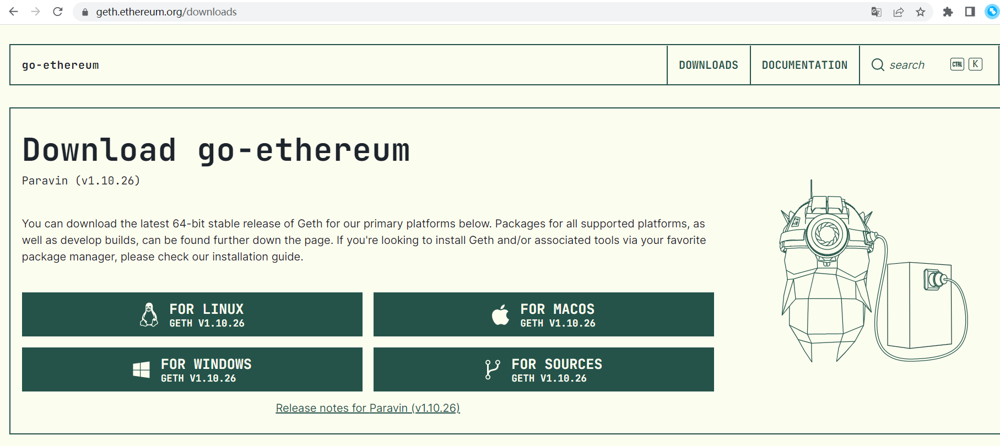 geth.ethereum.org/downloads
go-ethereum
DOWNLOADS
DOCUMENTATION
search
CTRL
K
Download go-ethereum
Paravin (v1.10.26)
You can download the latest 64-bit stable release of Geth for our primary platforms below. Packages for all supported platforms, as
well as develop builds, can be found further down the page. If you're looking to install Geth and/or associated tools via your favorite
package manager, please check our installation guide.
FOR LINUX
GETH V1.10.26
FOR MACOS
GETH V1.10.26
FOR WINDOWS
GETH V1.10.26
FOR SOURCES
GETH V1.10.26
Release notes for Paravin (v1.10.26)